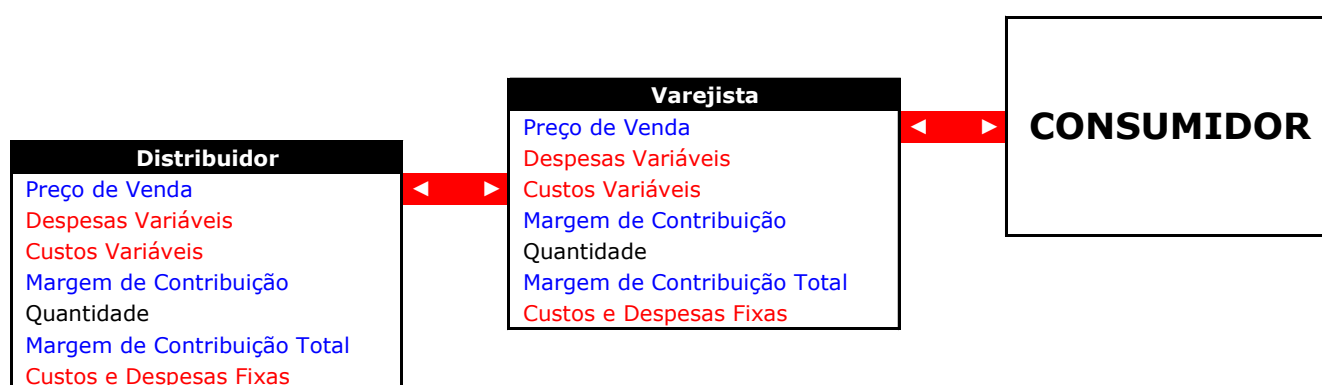 Distribuidor
Preço de Venda
Despesas Variáveis
Custos Variáveis
Margem de Contribuição
Quantidade
Margem de Contribuição Total
Custos e Despesas Fixas
Varejista
Preço de Venda
Despesas Variáveis
Custos Variáveis
Margem de Contribuição
Quantidade
Margem de Contribuição Total
Custos e Despesas Fixas
CONSUMIDOR